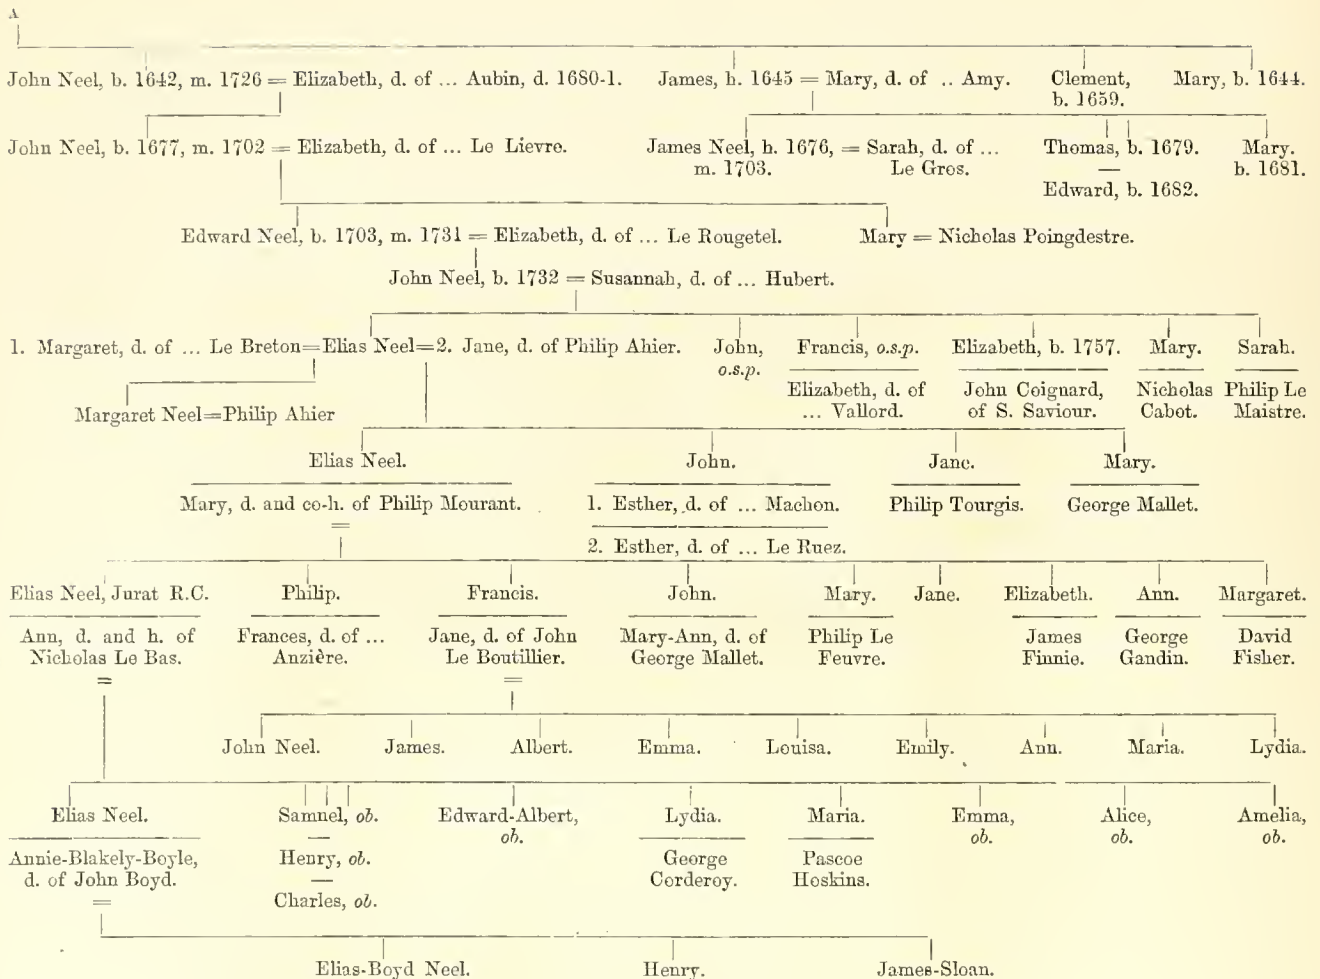 A
John Neel, b. 1642, m. 1726 = Elizabeth, d. of ... Aubin, d. 1680-1. James, b. 1645 = Mary, d. of .. Amy. Clement, Mary, b. 1644.
b. 1659.
John Neel, b. 1677, m. 1702 = Elizabeth, d. of ... Le Lievre. James Neel, b. 1676, = Sarah, d. of ... Thomas, b. 1679. Mary.
m. 1703. Le Gros. — b. 1681.
Edward, b. 1682.
Edward Neel, b. 1703, m. 1731 = Elizabeth, d. of ... Le Rougetel. Mary = Nicholas Poingdestre.
John Neel, b. 1732 = Susannah, d. of ... Hubert.
1. Margaret, d. of ... Le Breton=Elias Neel=2. Jane, d. of Philip Ahier. John, Francis, o.s.p. Elizabeth, b. 1757. Mary. Sarah.
o.s.p.
Elizabeth, d. of John Coignard, Nicholas Philip Le
Margaret Neel=Philip Ahier ... Vallord. of S. Saviour. Cabot. Maistre.
Elias Neel. John. Jane. Mary.
Mary, d. and co-h. of Philip Mourant. 1. Esther, d. of ... Machon. Philip Tourgis. George Mallet.
=
2. Esther, d. of ... Le Ruez.
Elias Neel, Jurat R.C. Philip. Francis. John. Mary. Jane. Elizabeth. Ann. Margaret.
Ann, d. and h. of Frances, d. of ... Jane, d. of John Mary-Ann, d. of Philip Le James George David
Nicholas Le Bas. Anzière. Le Boutillier. George Mallet. Feuvre. Finnie. Gandin. Fisher.
= =
John Neel. James. Albert. Emma. Louisa. Emily. Ann. Maria. Lydia.
Elias Neel. Samnel, ob. Edward-Albert, Lydia. Maria. Emma, Alice, Amelia,
— ob. ob. ob. ob.
Annie-Blakely-Boyle, Henry, ob. George Pascoe
d. of John Boyd. — Corderoy. Hoskins.
= Charles, ob.
Elias-Boyd Neel. Henry. James-Sloan.